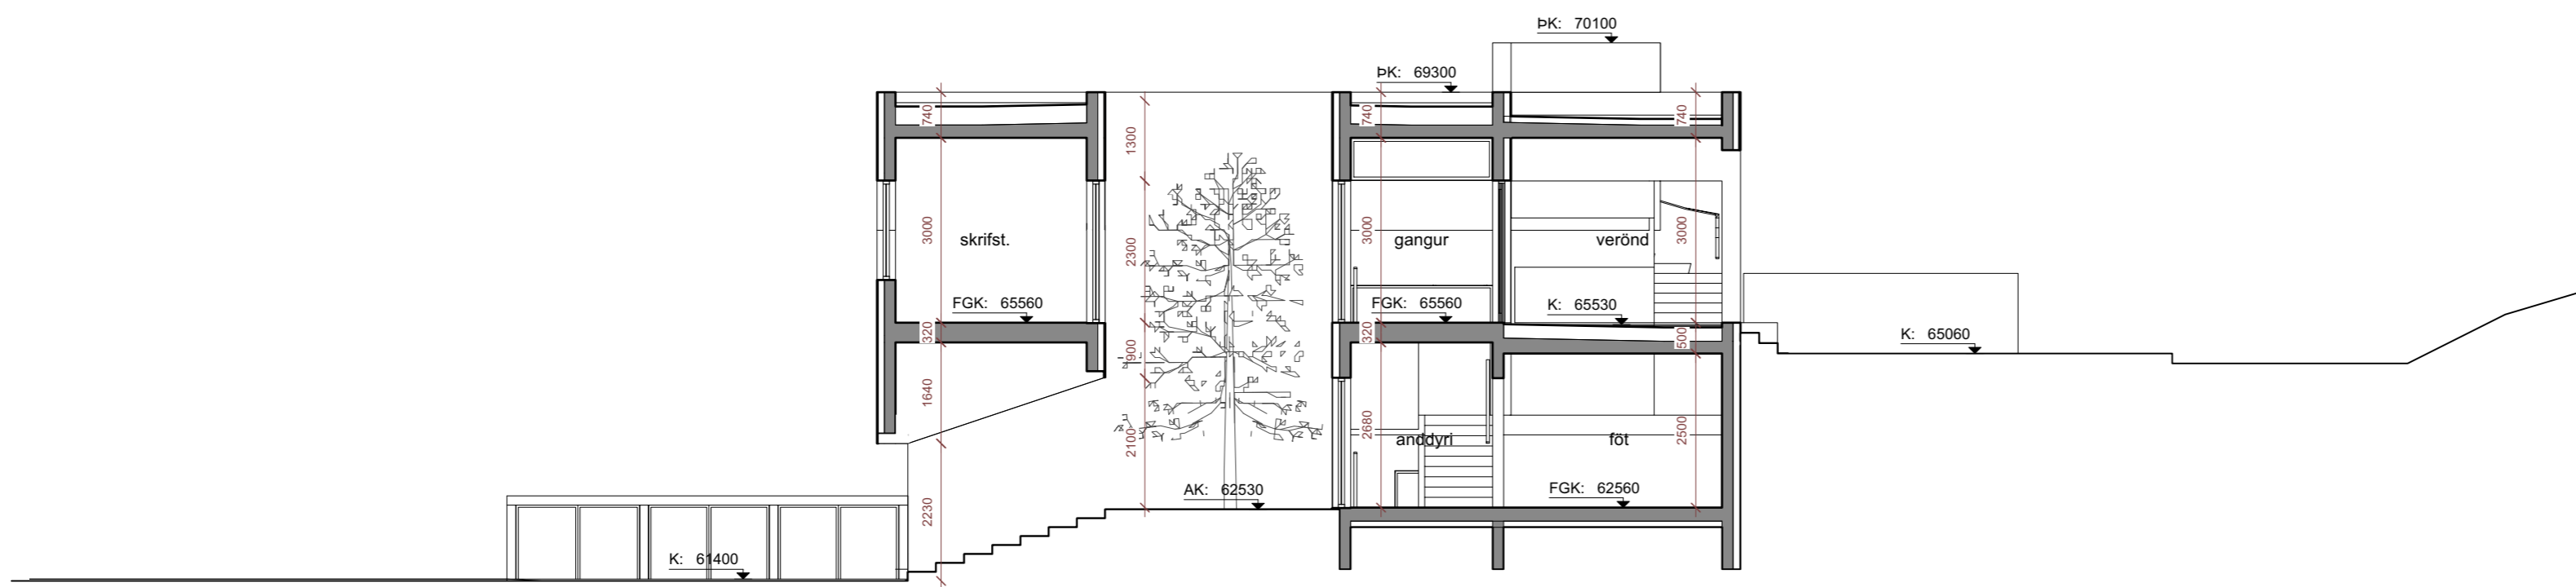 ÞK: 70100
ÞK: 69300
740
740
740
1300
3000
skrifst.
2300
3000
gangur
verönd
3000
FGK: 65560
FGK: 65560
K: 65530
K: 65060
320
320
500
900
1640
2100
2680
anddyri
föt
2500
AK: 62530
FGK: 62560
2230
K: 61400